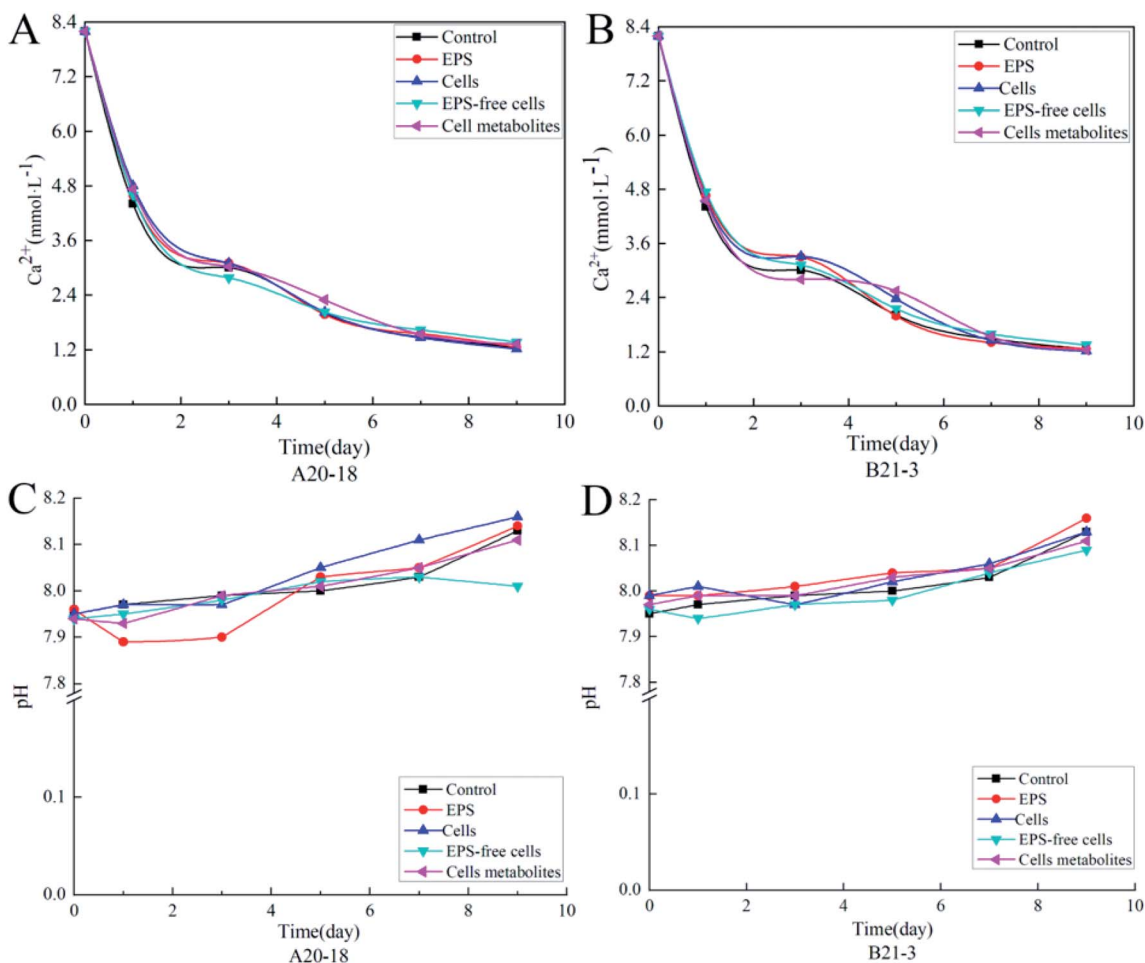 A
8.4
7.2
6.0
4.8
3.6
2.4
1.2
0.0
Ca2+(mmol·L-1)
Control
EPS
Cells
EPS-free cells
Cell metabolites
0 2 4 6 8 10
Time(day)
A20-18
B
8.4
7.2
6.0
4.8
3.6
2.4
1.2
0.0
Ca2+(mmol·L-1)
Control
EPS
Cells
EPS-free cells
Cells metabolites
0 2 4 6 8 10
Time(day)
B21-3
C
8.2
8.1
8.0
7.9
7.8
0.1
0.0
pH
Control
EPS
Cells
EPS-free cells
Cells metabolites
0 2 4 6 8 10
Time(day)
A20-18
D
8.2
8.1
8.0
7.9
7.8
0.1
0.0
pH
Control
EPS
Cells
EPS-free cells
Cells metabolites
0 2 4 6 8 10
Time(day)
B21-3